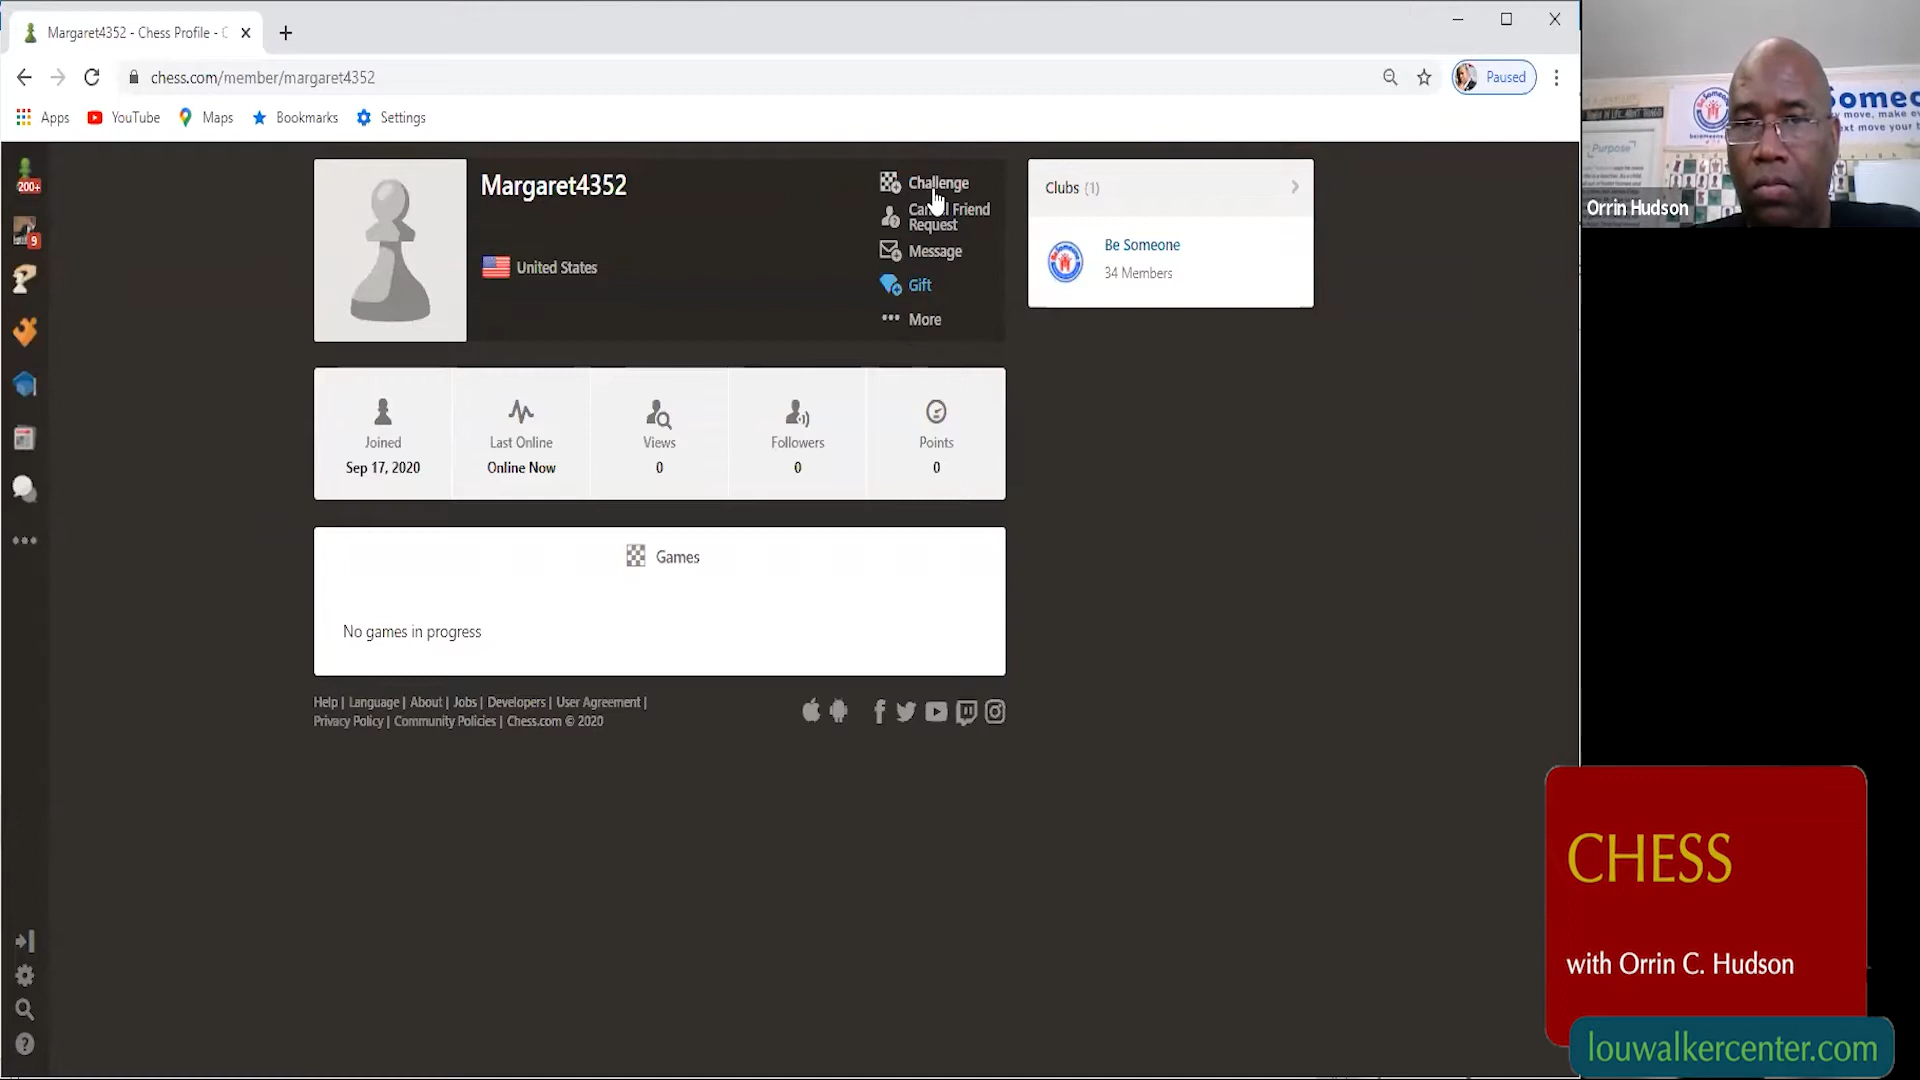 Margaret4352 - Chess Profile - C
chess.com/member/margaret4352
Paused
Apps
YouTube
Maps
Bookmarks
Settings
200+
9
Margaret4352
United States
Challenge
Friend
Request
Message
Gift
More
Clubs (1)
Be Someone
34 Members
Joined
Sep 17, 2020
Last Online
Online Now
Views
0
Followers
0
Points
0
Games
No games in progress
Help | Language | About | Jobs | Developers | User Agreement |
Privacy Policy | Community Policies | Chess.com © 2020
Purpose
Orrin Hudson
CHESS
with Orrin C. Hudson
louwalkercenter.com